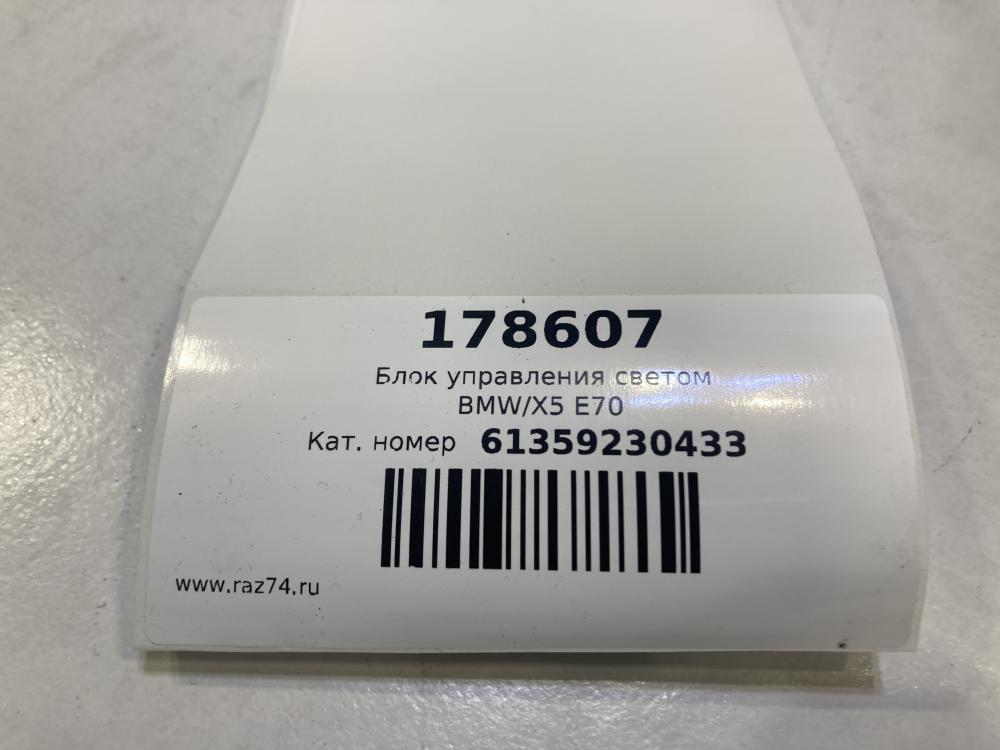 178607
Блок управления светом
BMW/X5 E70
Кат. номер 61359230433
www.raz74.ru